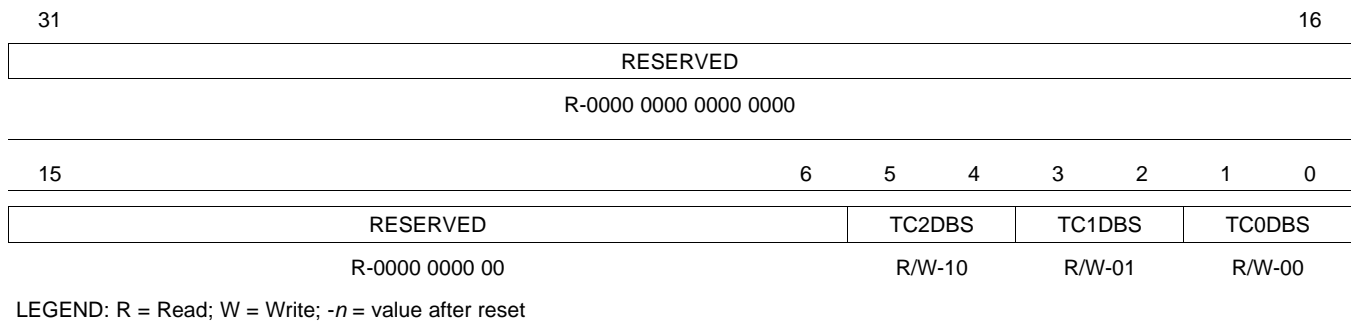 31 16
RESERVED
R-0000 0000 0000 0000
15 6 5 4 3 2 1 0
RESERVED TC2DBS TC1DBS TC0DBS
R-0000 0000 00 R/W-10 R/W-01 R/W-00
LEGEND: R = Read; W = Write; -n = value after reset